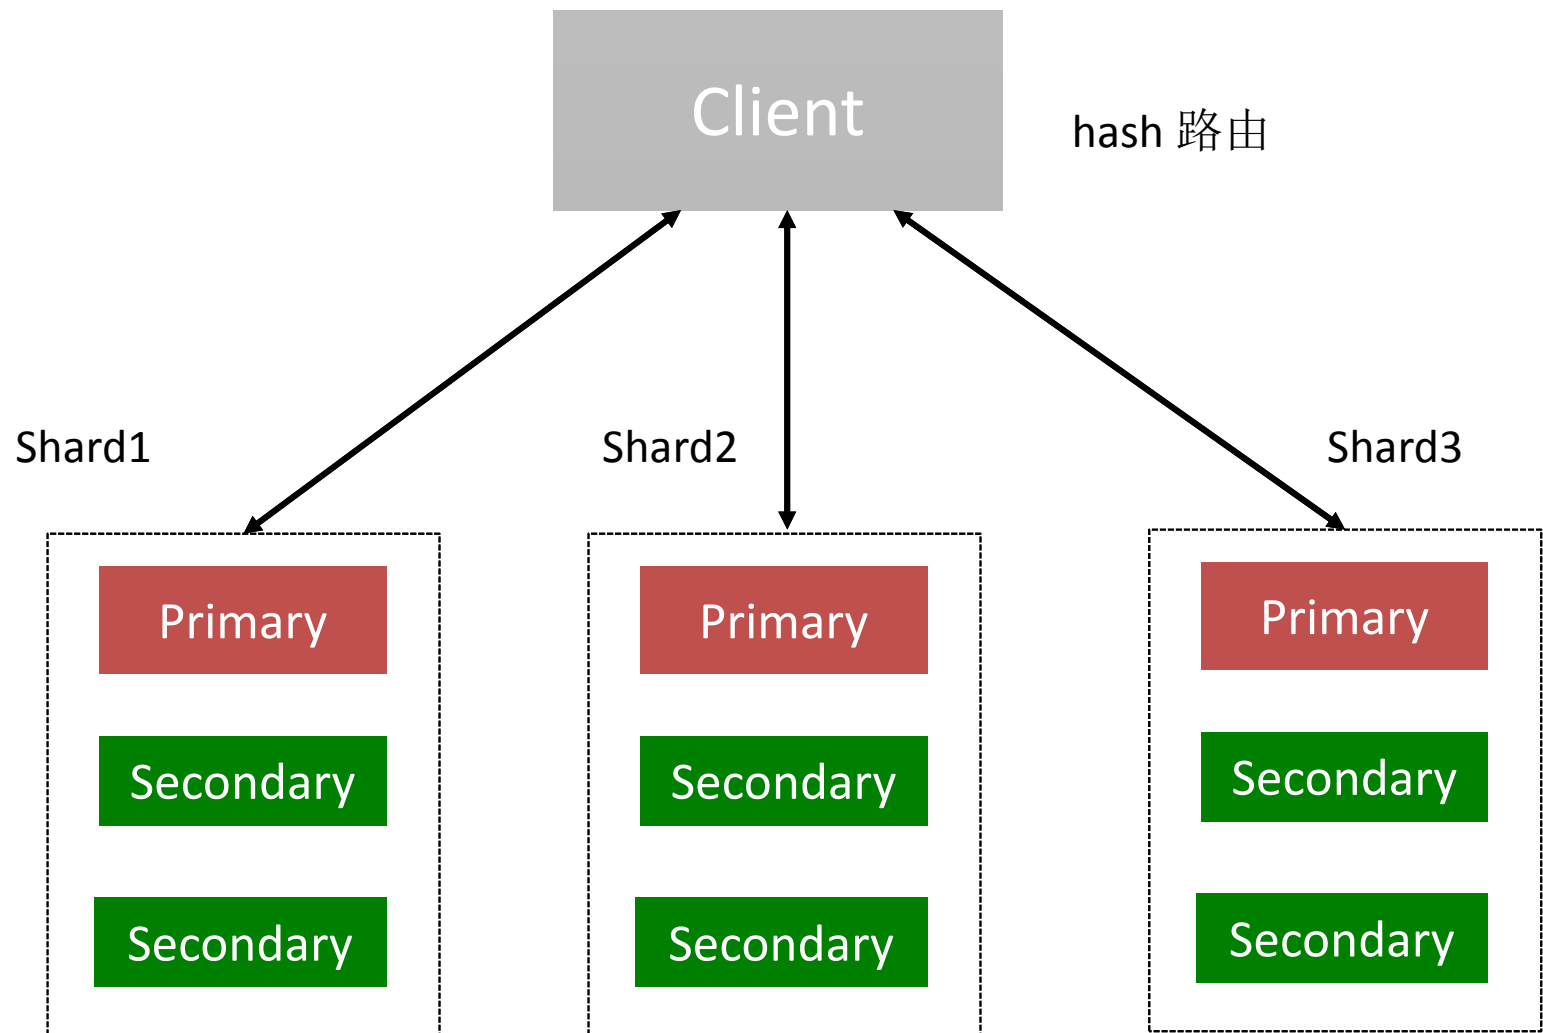 Client
hash 路由
Shard1
Shard2
Shard3
Primary
Primary
Primary
Secondary
Secondary
Secondary
Secondary
Secondary
Secondary